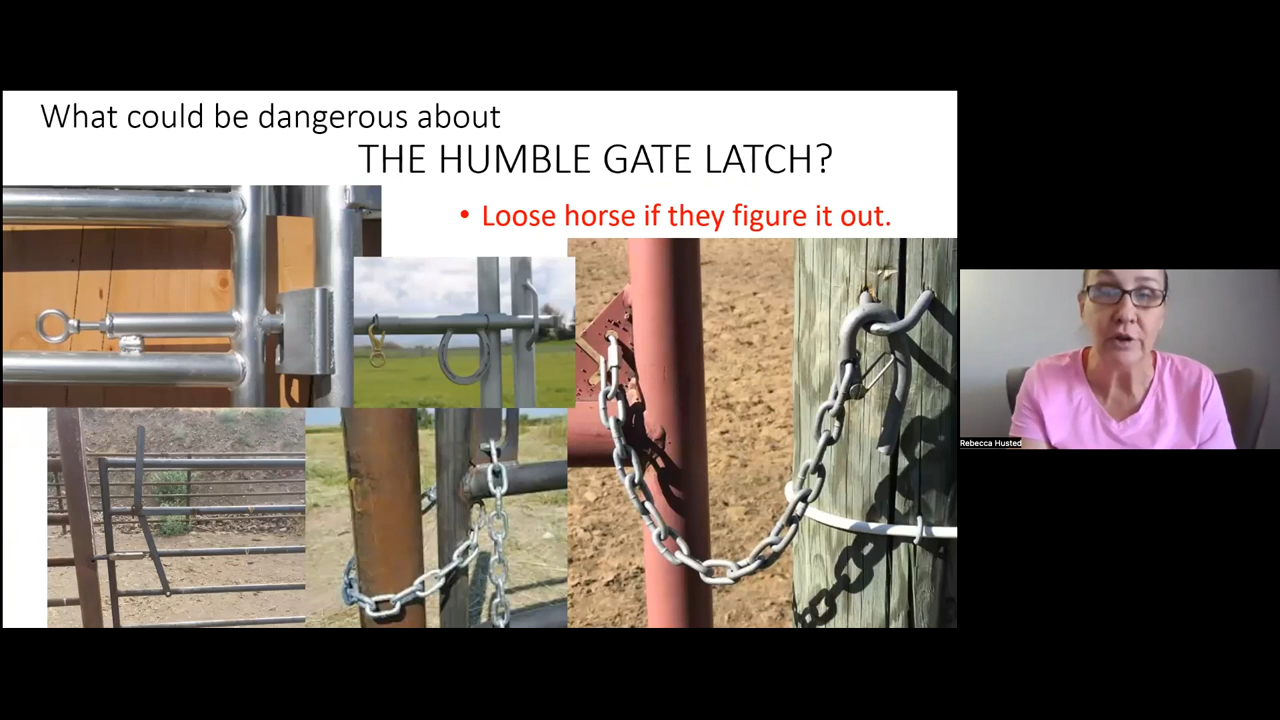 What could be dangerous about
THE HUMBLE GATE LATCH?
• Loose horse if they figure it out.
Rebecca Husted